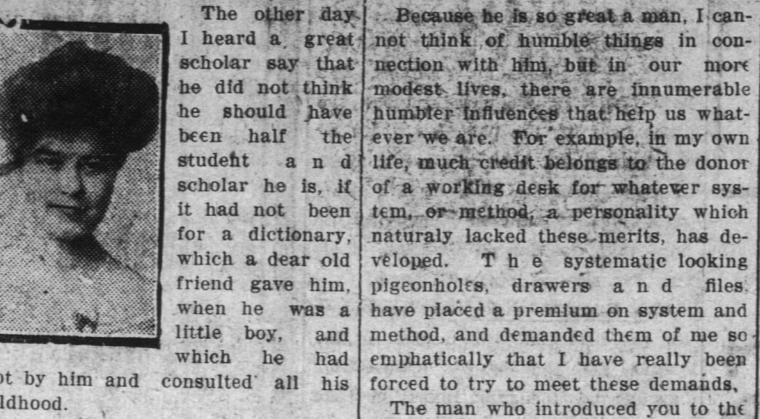 The other day
I heard a great
scholar say that
he did not think
he should have
been half the
student and
scholar he is, if
it had not been
for a dictionary,
which a dear old
friend gave him,
when he was a
little boy, and
which he had
by him and consulted all his
Because he is so great a man, I can-
not think of humble things in con-
nection with him, but in our more
modest lives, there are innumerable
humbler influences that help us what-
ever we are. For example, in my own
life, much credit belongs to the donor
of a working desk for whatever sys-
tem, or method, a personality which
naturaly lacked these merits, has de-
veloped. The systematic looking
pigeonholes, drawers and files
have placed a premium on system and
method, and demanded them of me so
emphatically that I have really been
forced to try to meet these demands.
The man who introduced you to the